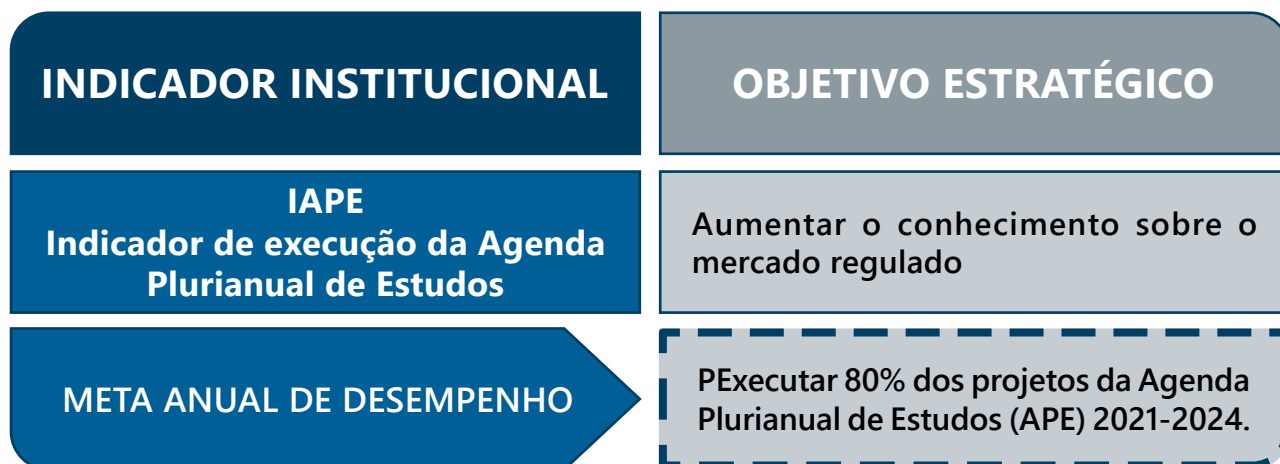 INDICADOR INSTITUCIONAL
OBJETIVO ESTRATÉGICO
IAPE
Indicador de execução da Agenda
Plurianual de Estudos
Aumentar o conhecimento sobre o
mercado regulado
META ANUAL DE DESEMPENHO
PExecutar 80% dos projetos da Agenda
Plurianual de Estudos (APE) 2021-2024.